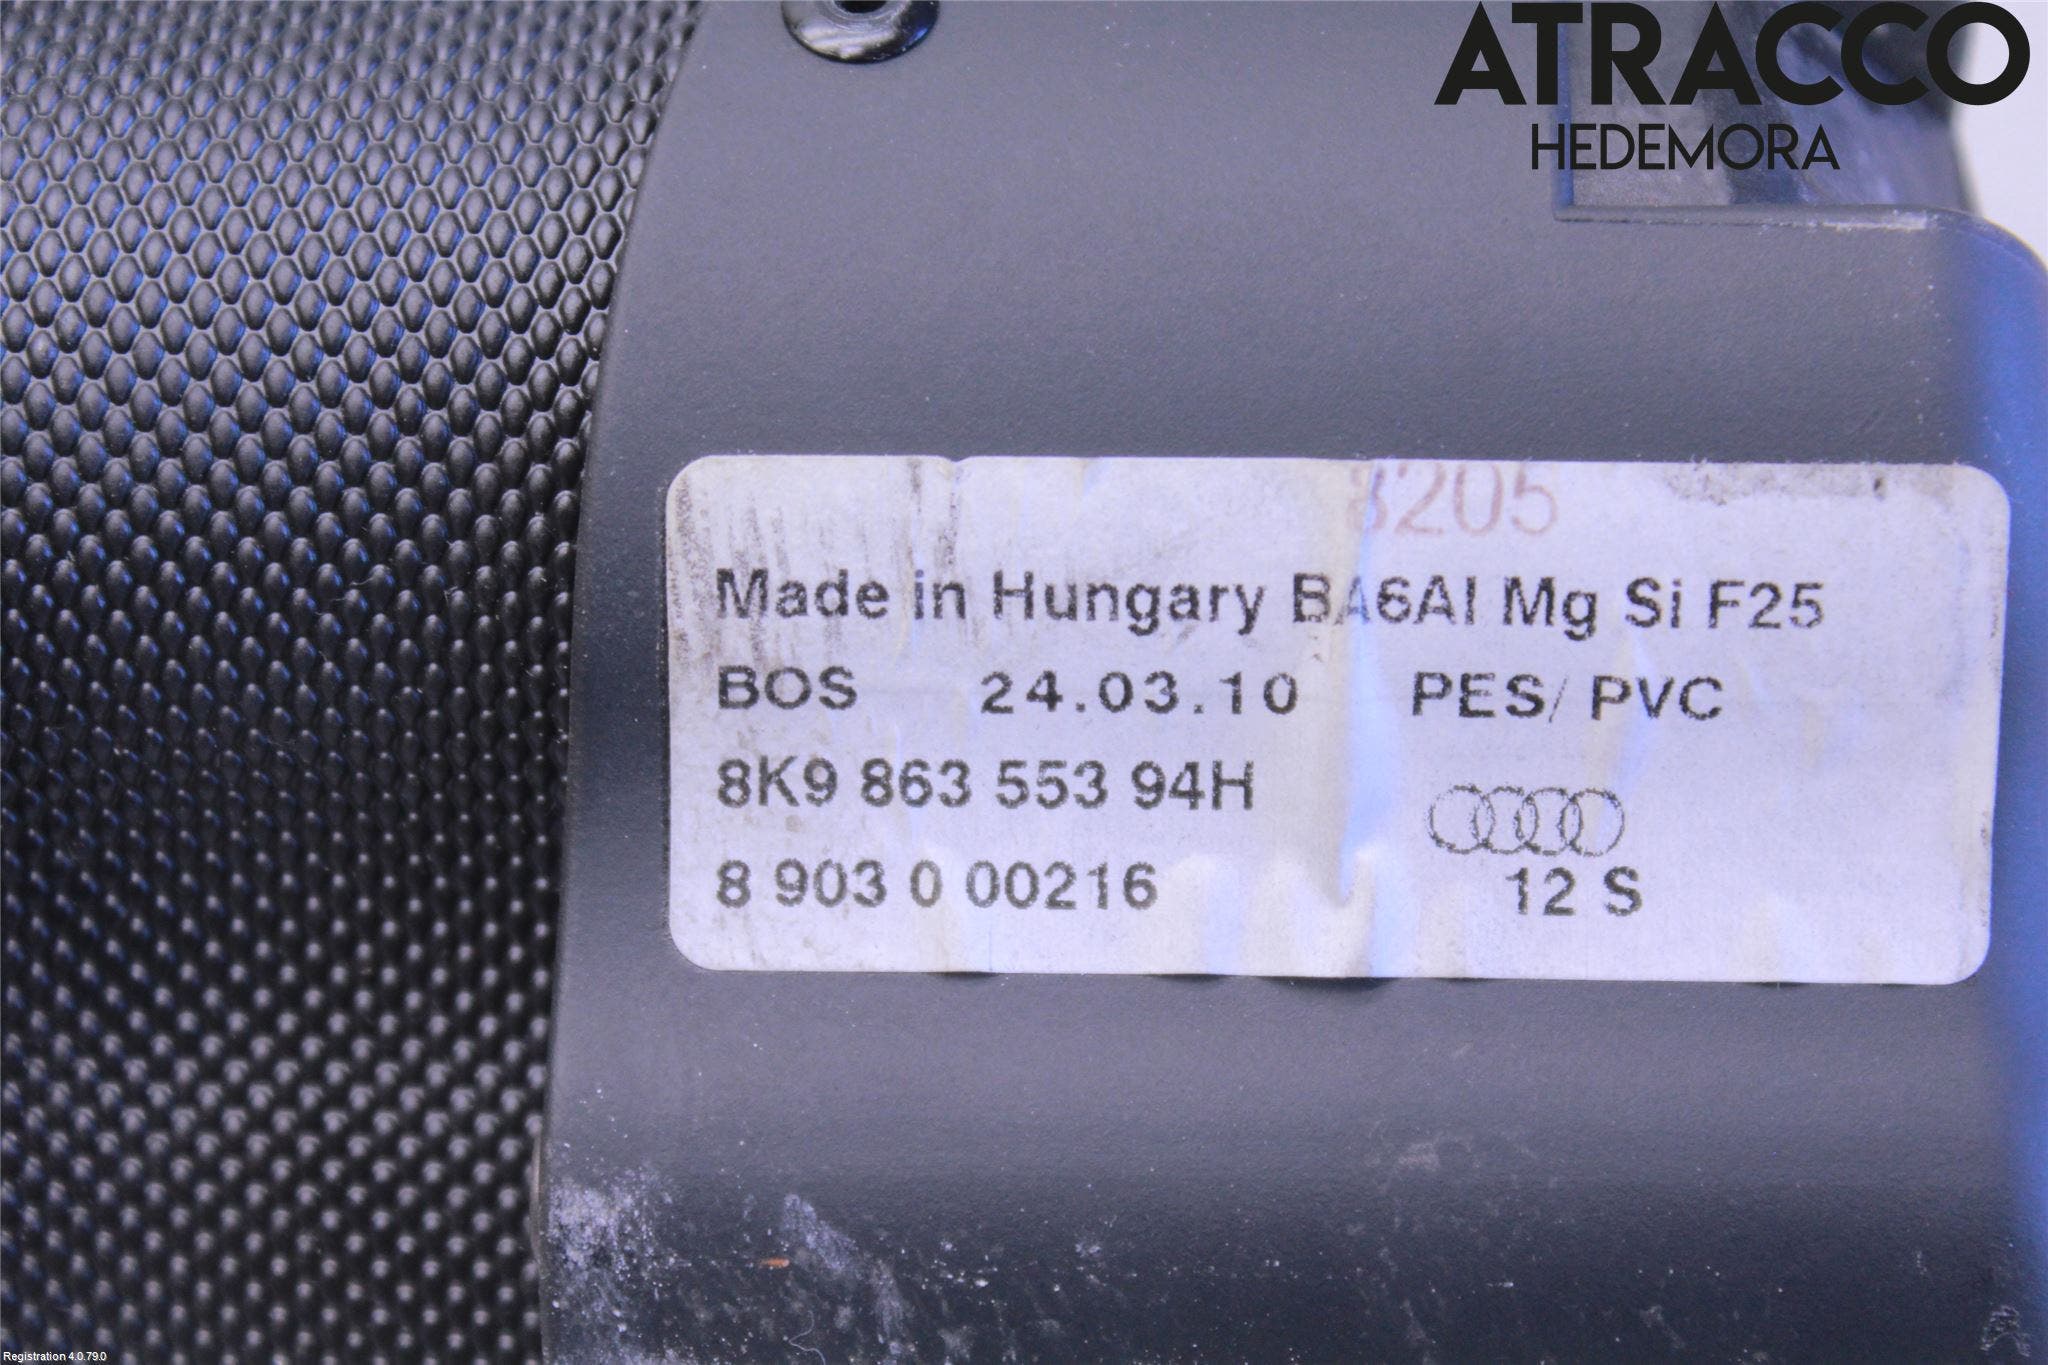 ATRACCO
HEDEMORA
8205
Made in Hungary BA6Al Mg Si F25
BOS 24.03.10 PES/ PVC
8K9 863 553 94H
8 903 0 00216
12 S
Registration 4.0.79.0